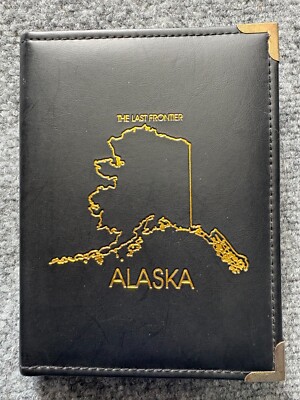 THE LAST FRONTIER
ALASKA